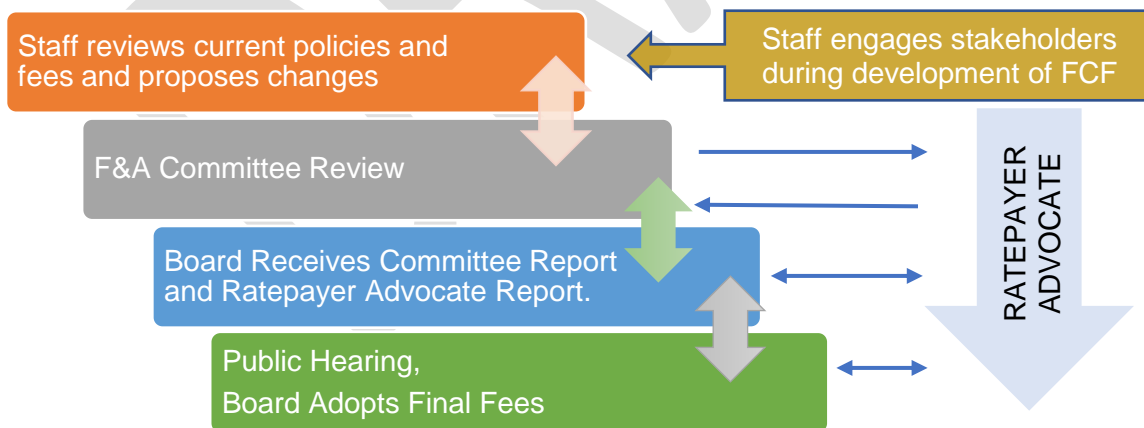 Staff reviews current policies and
fees and proposes changes
Staff engages stakeholders
during development of FCF
F&A Committee Review
Board Receives Committee Report
and Ratepayer Advocate Report.
Public Hearing,
Board Adopts Final Fees
RATEPAYER
ADVOCATE